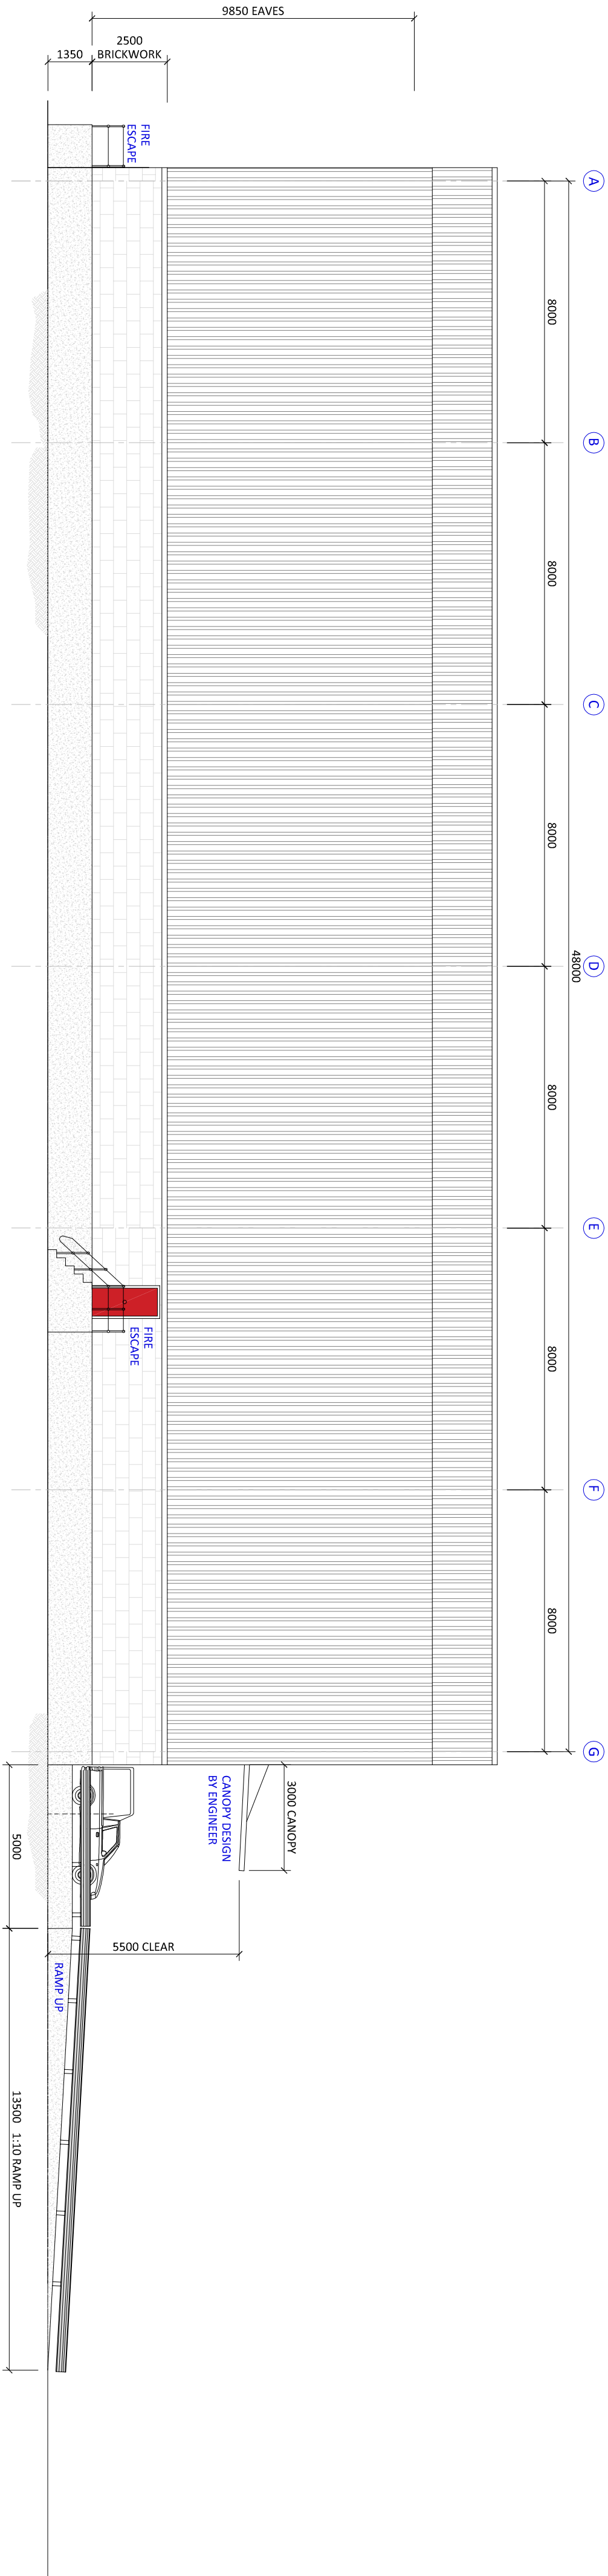 A
B
C
D
E
F
G
48000
8000
8000
8000
8000
8000
8000
9850 EAVES
2500
BRICKWORK
1350
FIRE
ESCAPE
FIRE
ESCAPE
3000 CANOPY
CANOPY DESIGN
BY ENGINEER
5500 CLEAR
RAMP UP
5000
13500 1:10 RAMP UP